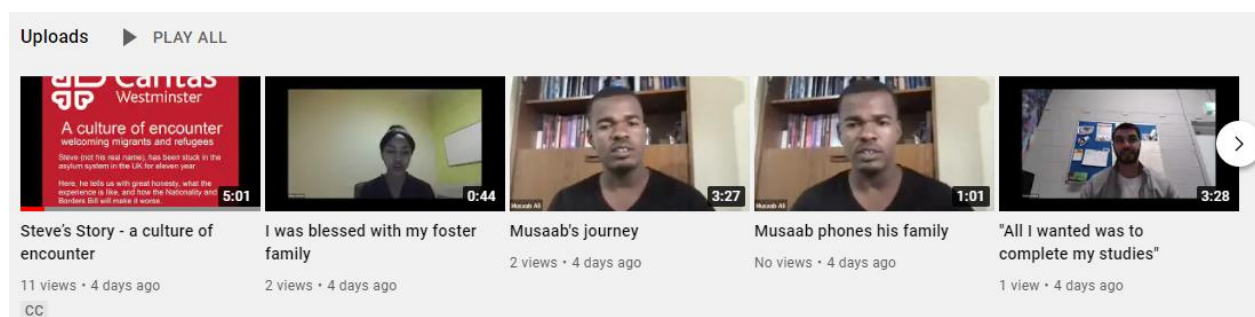 Uploads PLAY ALL
Caritas
Westminster
A culture of encounter
welcoming migrants and refugees
Steve (not his real name), has been stuck in the
asylum system in the UK for eleven year
Here, he tells us with great honesty, what the
experience is like, and how the Nationality and
Borders Bill will make it worse.
5:01
0:44
Musaab Ali
3:27
Musaab Ali
1:01
3:28
Steve's Story - a culture of
encounter
11 views • 4 days ago
CC
I was blessed with my foster
family
2 views • 4 days ago
Musaab's journey
2 views • 4 days ago
Musaab phones his family
No views • 4 days ago
"All I wanted was to
complete my studies"
1 view • 4 days ago